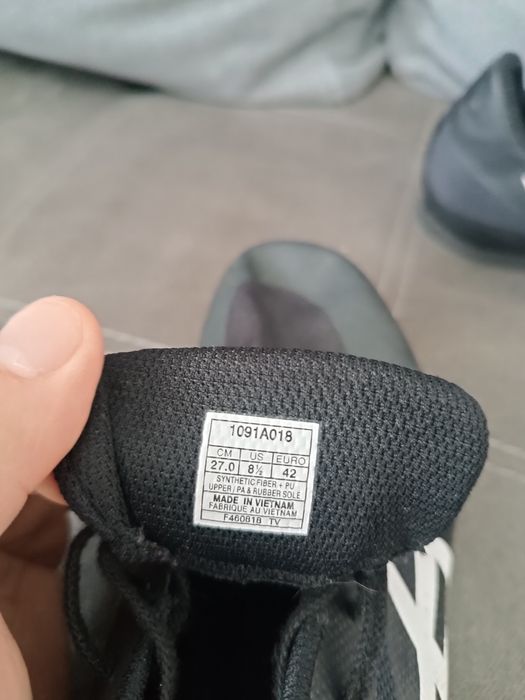 1091A018
CM US EURO
27.0 8½ 42
SYNTHETIC FIBER + PU
UPPER / PA & RUBBER SOLE
MADE IN VIETNAM
FABRIQUE AU VIETNAM
F460818 TV